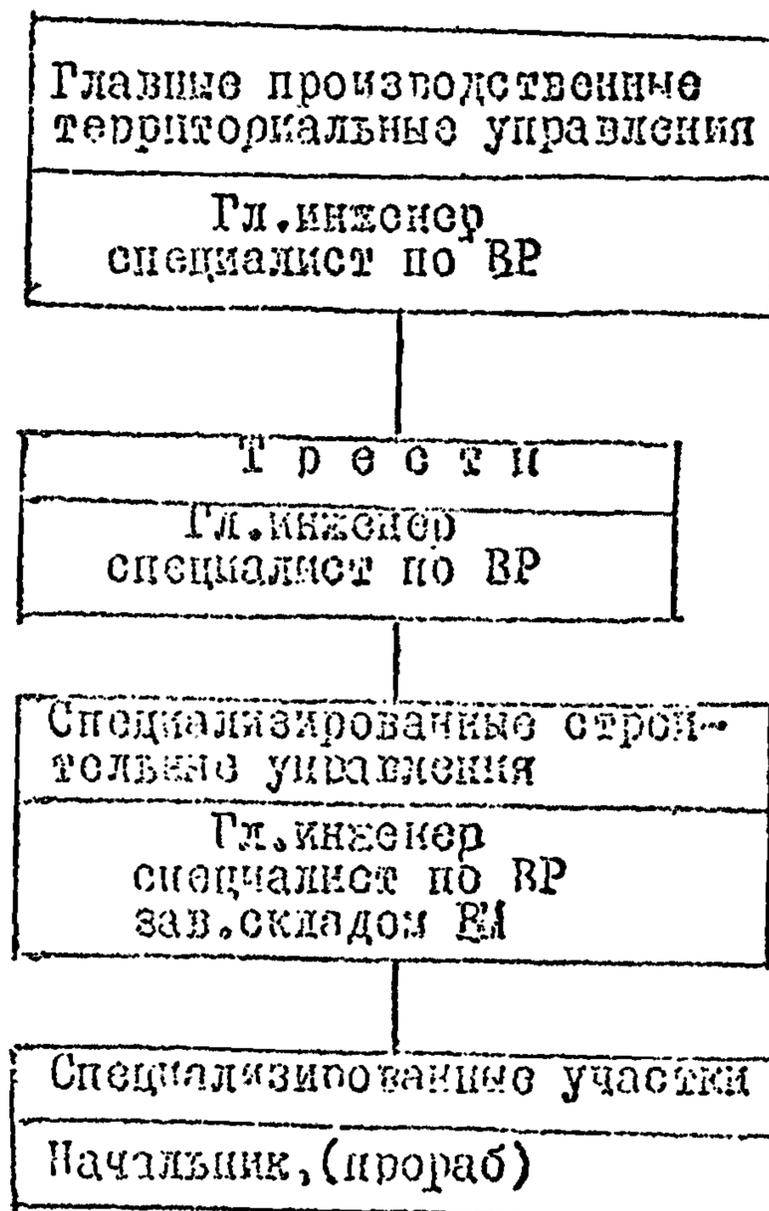 Главные производственные
территориальные управления
Гл.инженер
специалист по ВР
Тресты
Гл.инженер
специалист по ВР
Специализированные строи-
тельные управления
Гл.инженер
специалист по ВР
зав.складом ВМ
Специализированные участки
Начальник,(прораб)